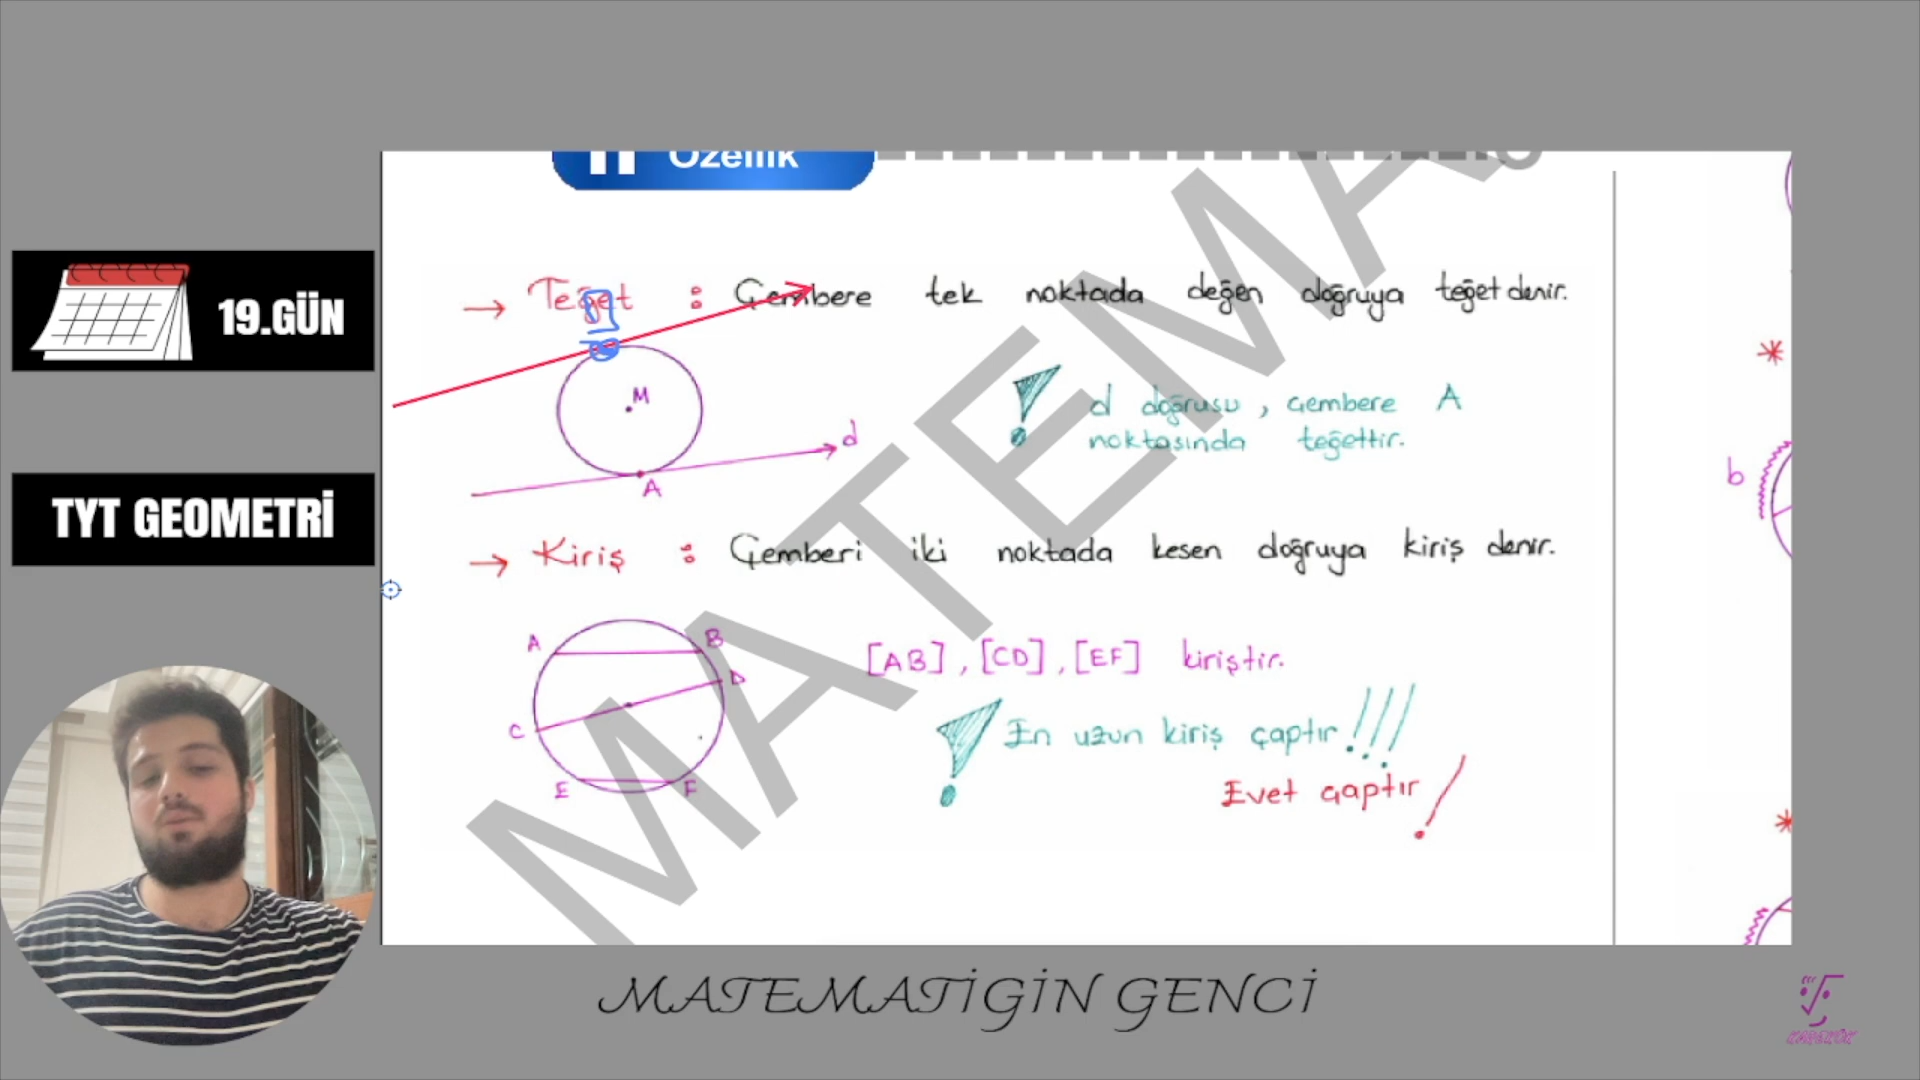 Özellik
19.GÜN
TYT GEOMETRİ
→ Teğet : Çembere tek noktada değen doğruya teğet denir.
M
d
A
d doğrusu, çembere A
noktasında teğettir.
→ Kiriş : Çemberi iki noktada kesen doğruya kiriş denir.
A
B
D
C
E
F
[AB], [CD], [EF] kiriştir.
En uzun kiriş çaptır!!!
Evet çaptır!
*
b
*
MATEMA
MATEMATİGİN GENCİ
KAREKÖK